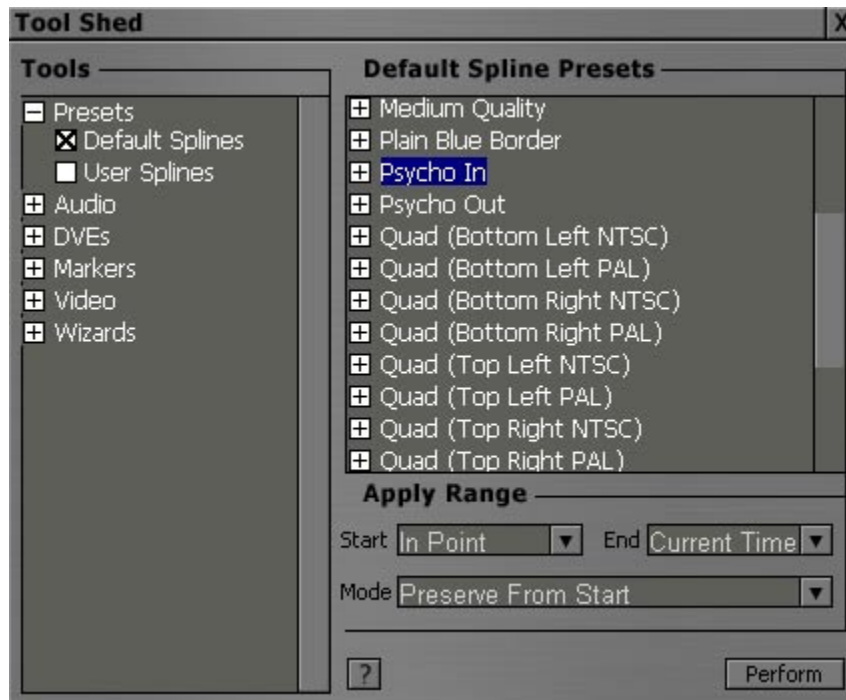 Tool Shed X
Tools
Presets
Default Splines
User Splines
Audio
DVEs
Markers
Video
Wizards
Default Spline Presets
Medium Quality
Plain Blue Border
Psycho In
Psycho Out
Quad (Bottom Left NTSC)
Quad (Bottom Left PAL)
Quad (Bottom Right NTSC)
Quad (Bottom Right PAL)
Quad (Top Left NTSC)
Quad (Top Left PAL)
Quad (Top Right NTSC)
Quad (Top Right PAL)
Apply Range
Start In Point End Current Time
Mode Preserve From Start
? Perform